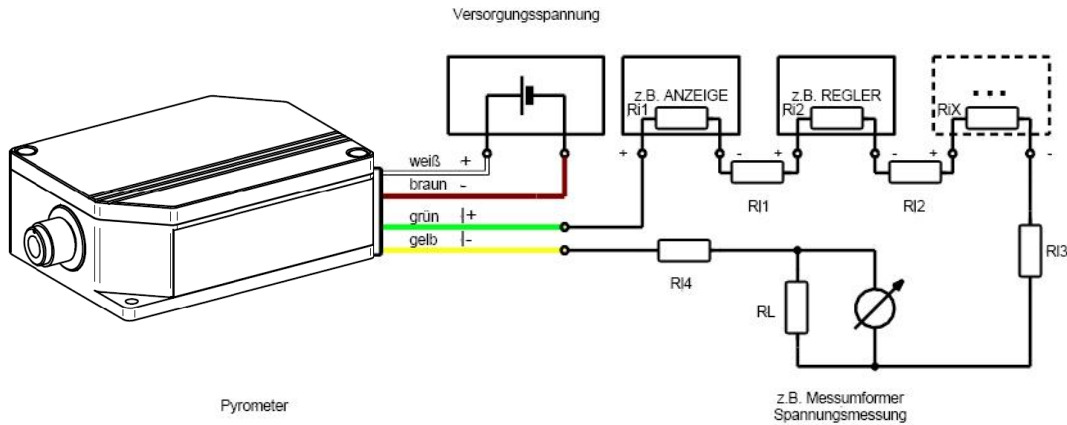 Versorgungsspannung
z.B. ANZEIGE
z.B. REGLER
...
Ri1
Ri2
RiX
weiß +
braun -
grün I+
gelb I-
+ - + - + -
Rl1
Rl2
Rl3
Rl4
RL
Pyrometer
z.B. Messumformer
Spannungsmessung